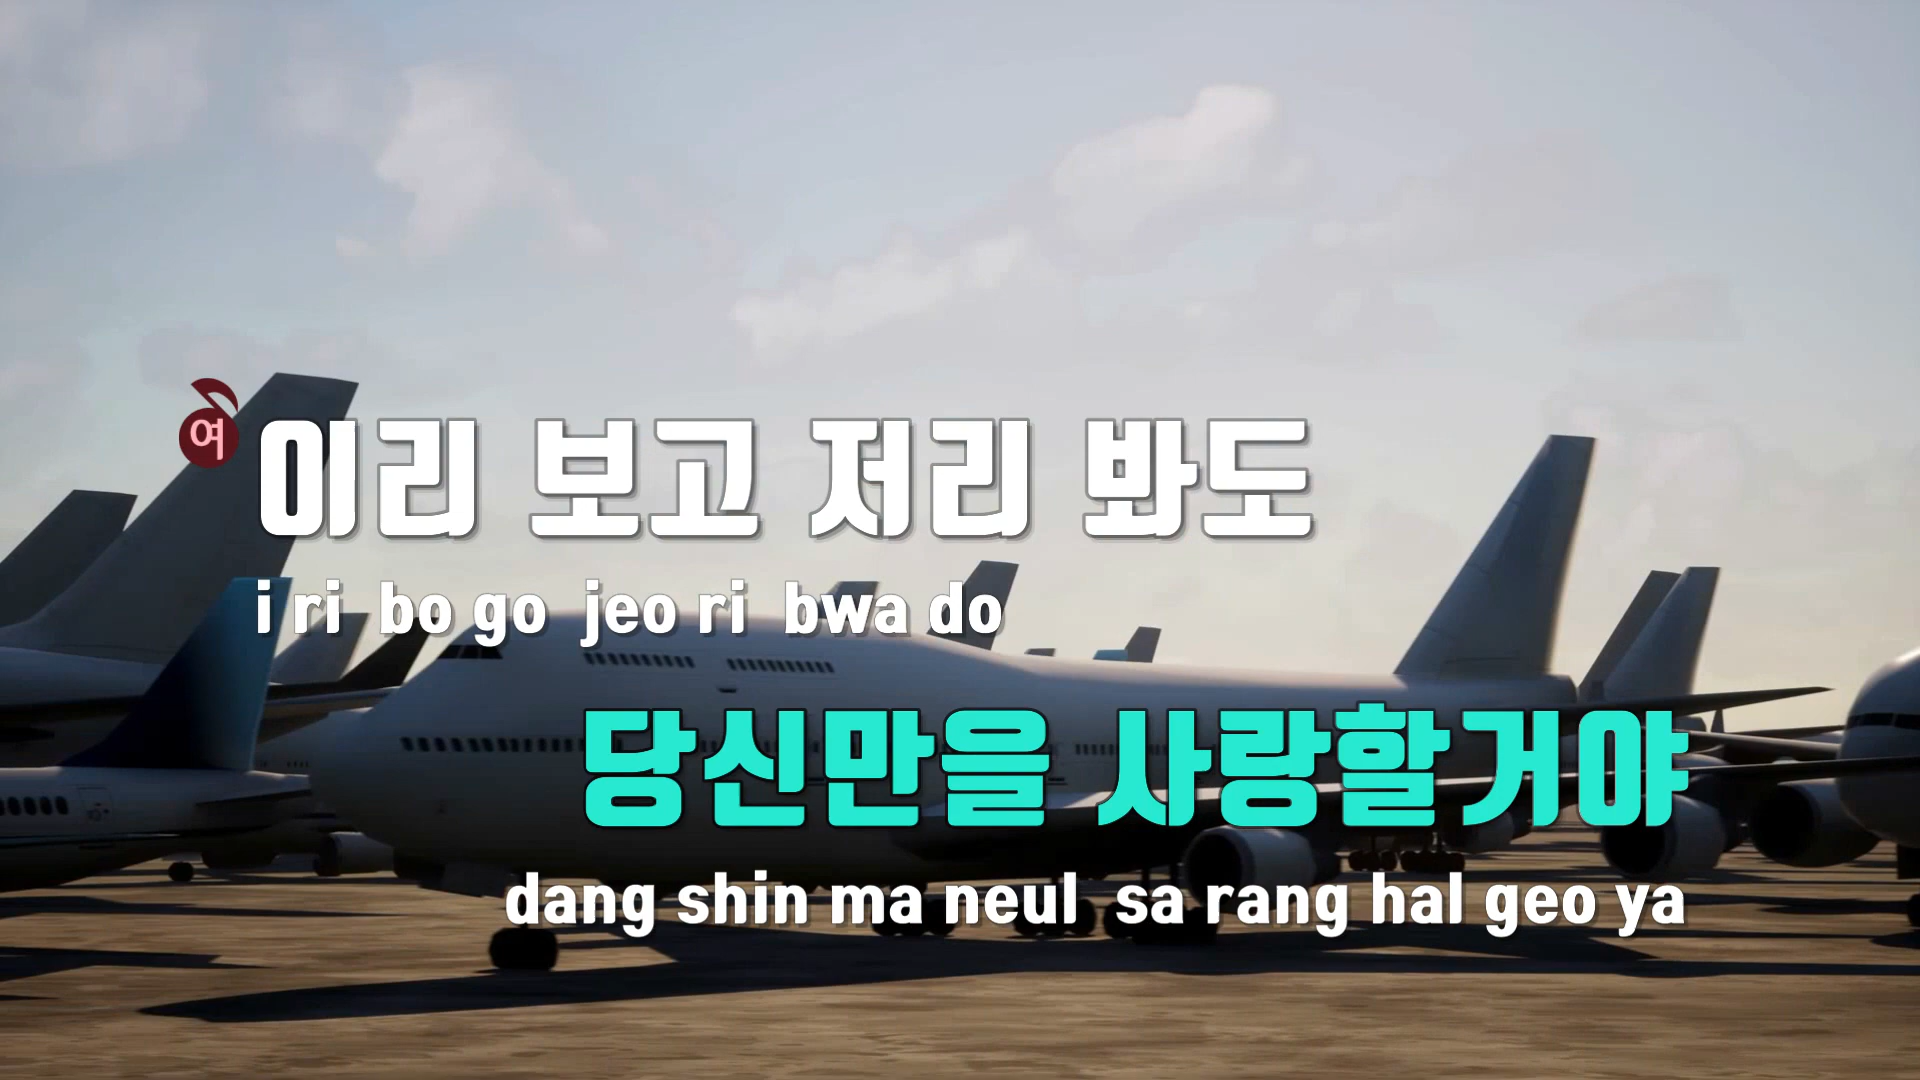 여
이리 보고 저리 봐도
i ri bo go jeo ri bwa do
당신만을 사랑할거야
dang shin ma neul sa rang hal geo ya